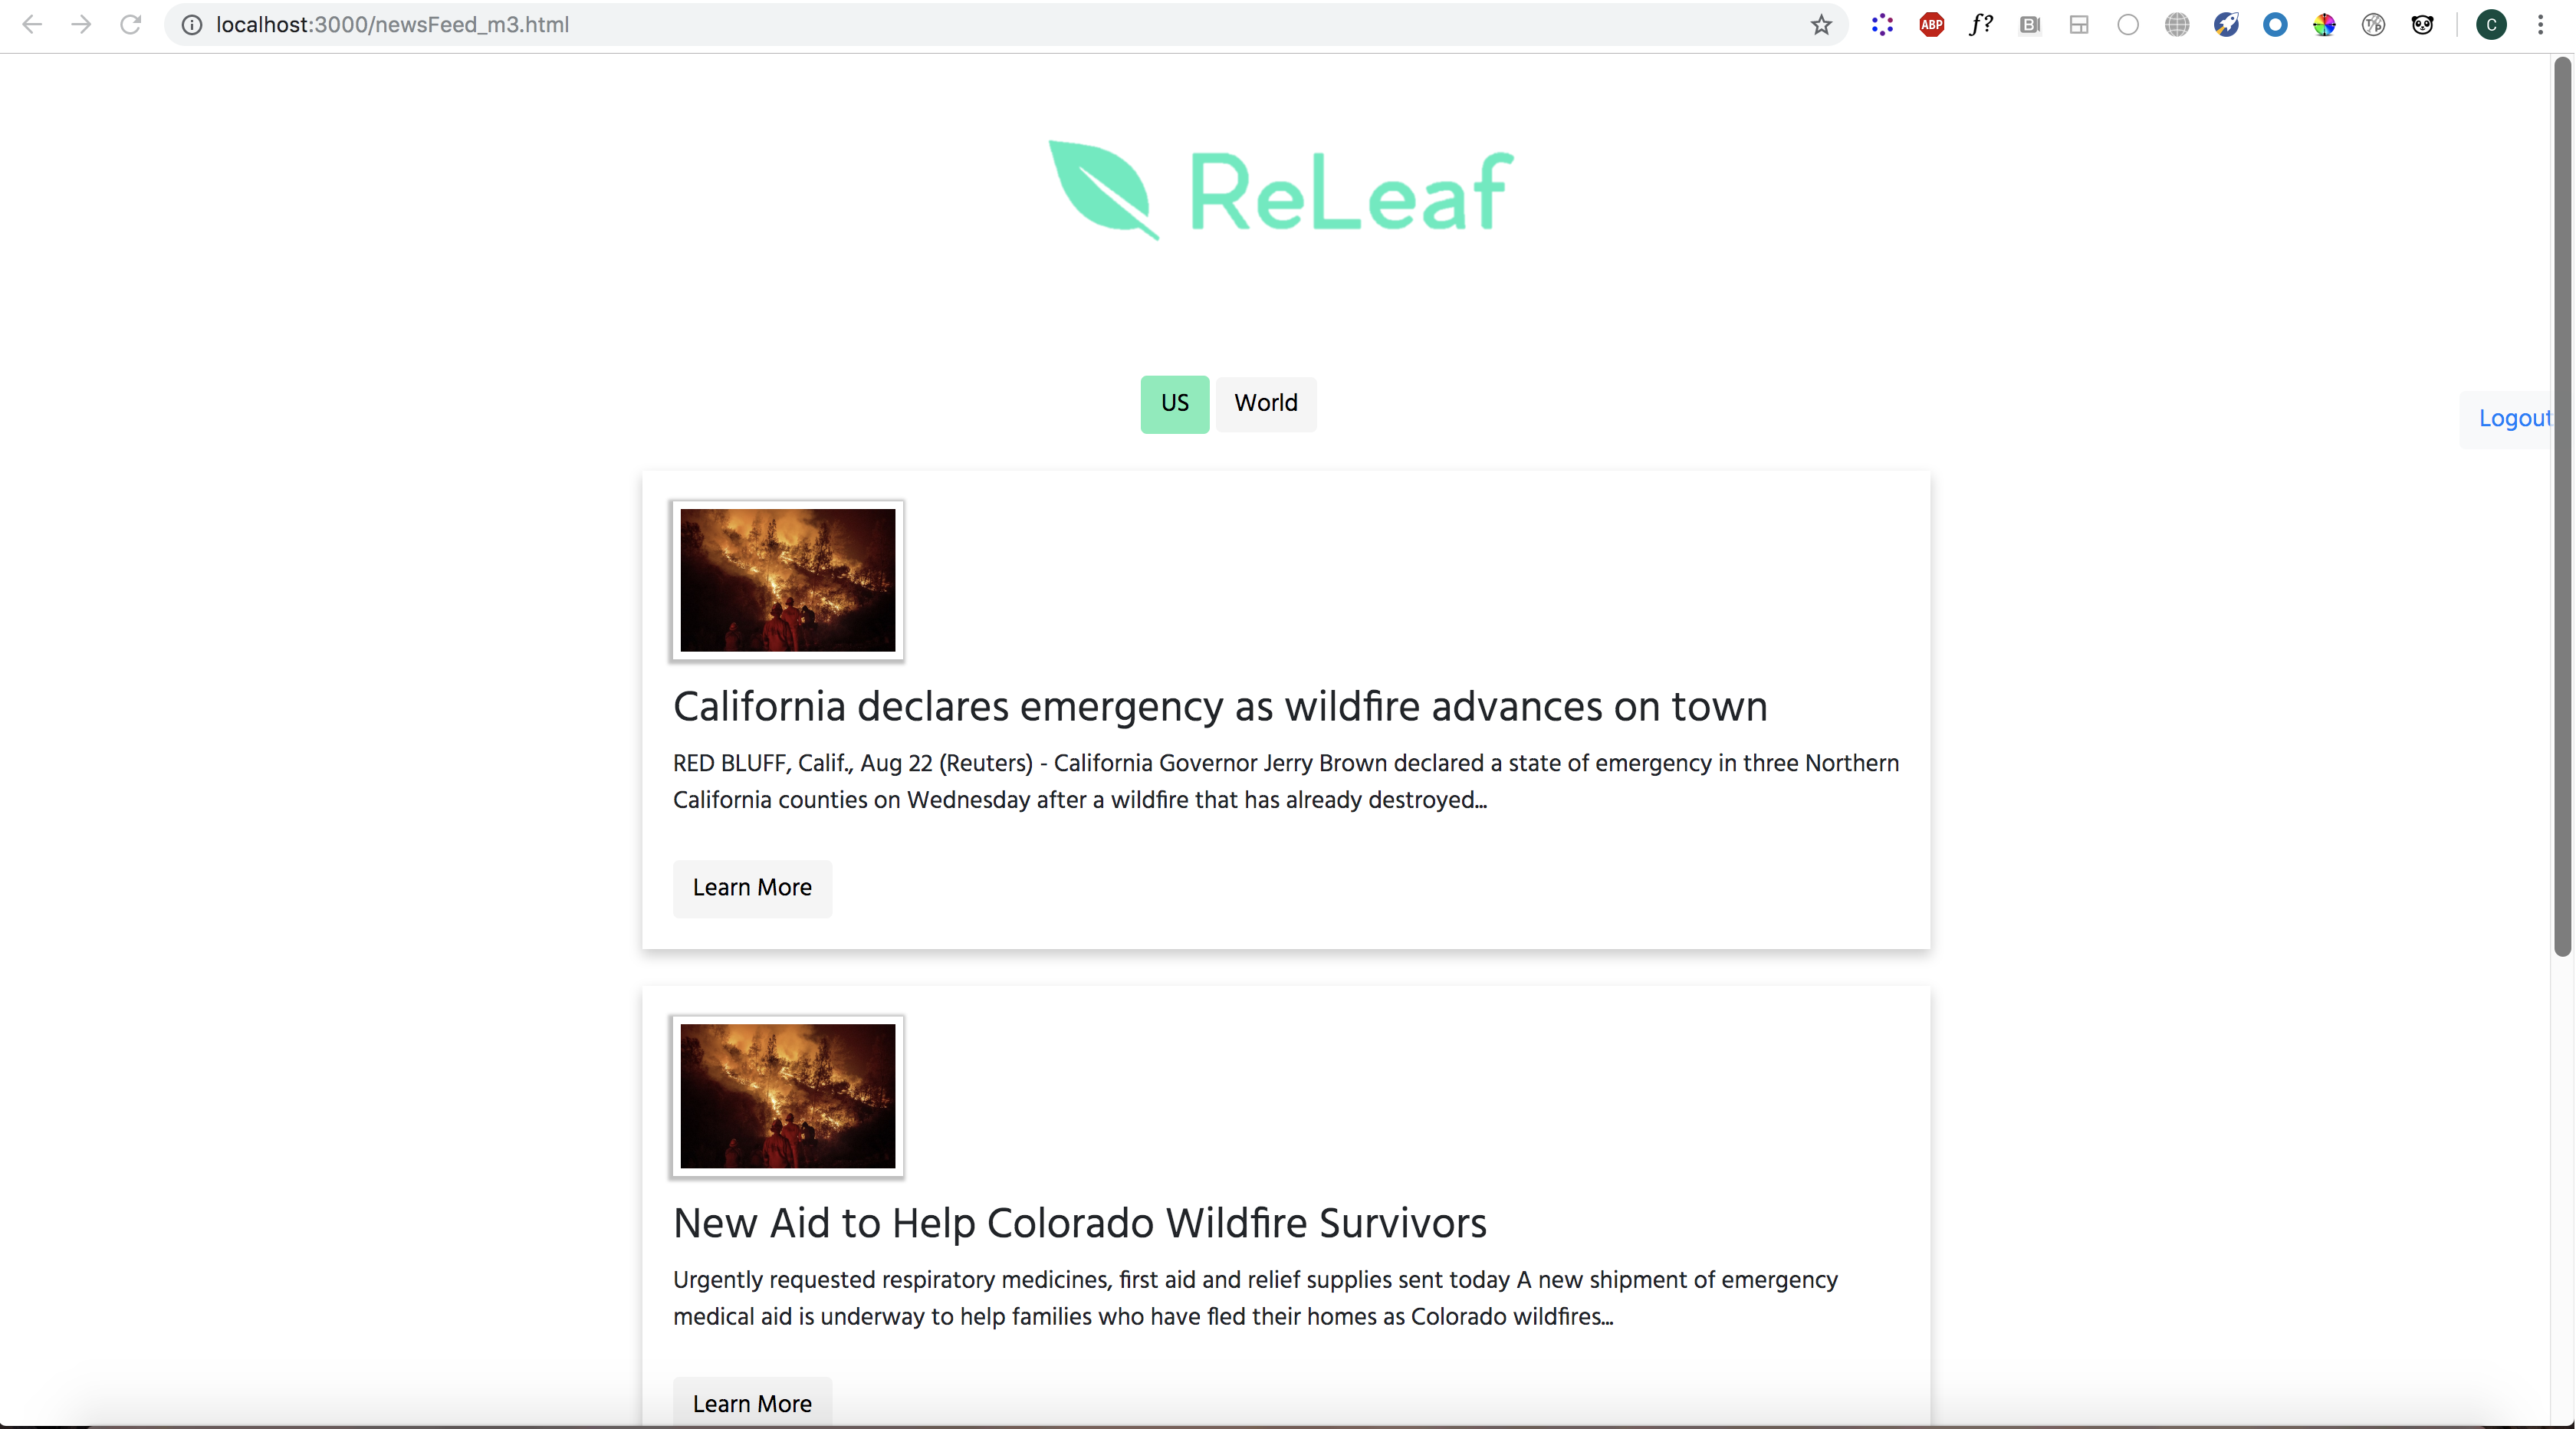 localhost:3000/newsFeed_m3.html
ABP
f?
B
C
ReLeaf
US World
Logout
California declares emergency as wildfire advances on town
RED BLUFF, Calif., Aug 22 (Reuters) - California Governor Jerry Brown declared a state of emergency in three Northern
California counties on Wednesday after a wildfire that has already destroyed...
Learn More
New Aid to Help Colorado Wildfire Survivors
Urgently requested respiratory medicines, first aid and relief supplies sent today A new shipment of emergency
medical aid is underway to help families who have fled their homes as Colorado wildfires...
Learn More